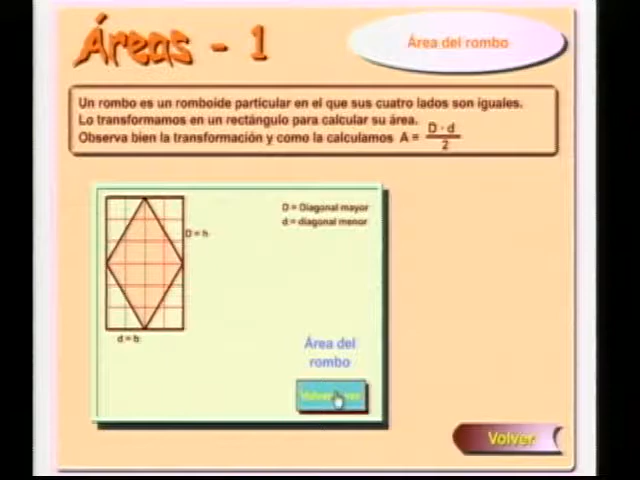 Áreas - 1
Área del rombo
Un rombo es un romboide particular en el que sus cuatro lados son iguales.
Lo transformamos en un rectángulo para calcular su área.
Observa bien la transformación y como la calculamos A = D · d / 2
D = Diagonal mayor
d = diagonal menor
D = h
d = b
Área del
rombo
Volver